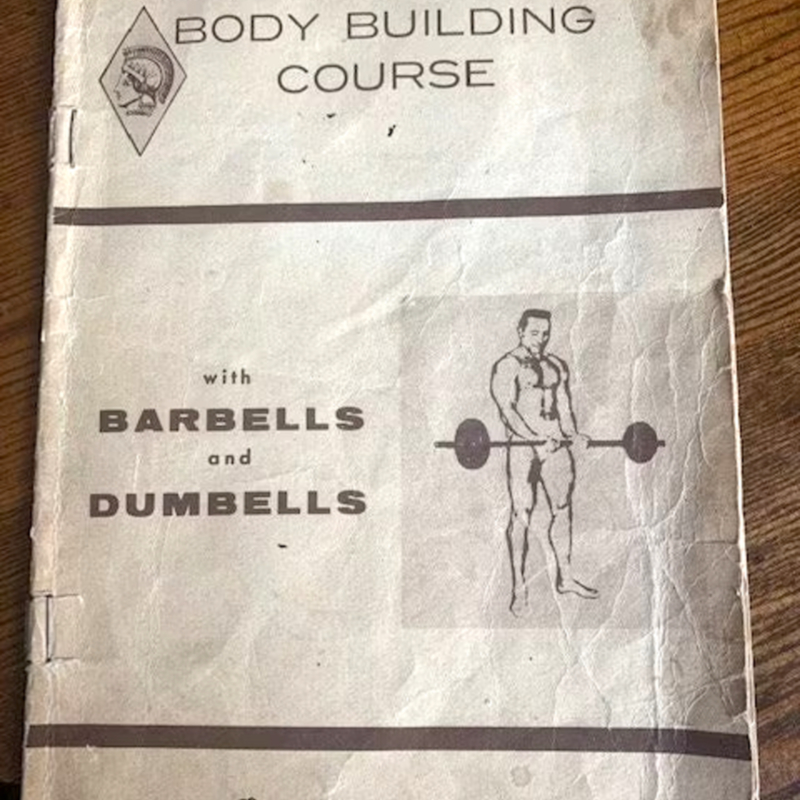 BODY BUILDING
COURSE
with
BARBELLS
and
DUMBELLS